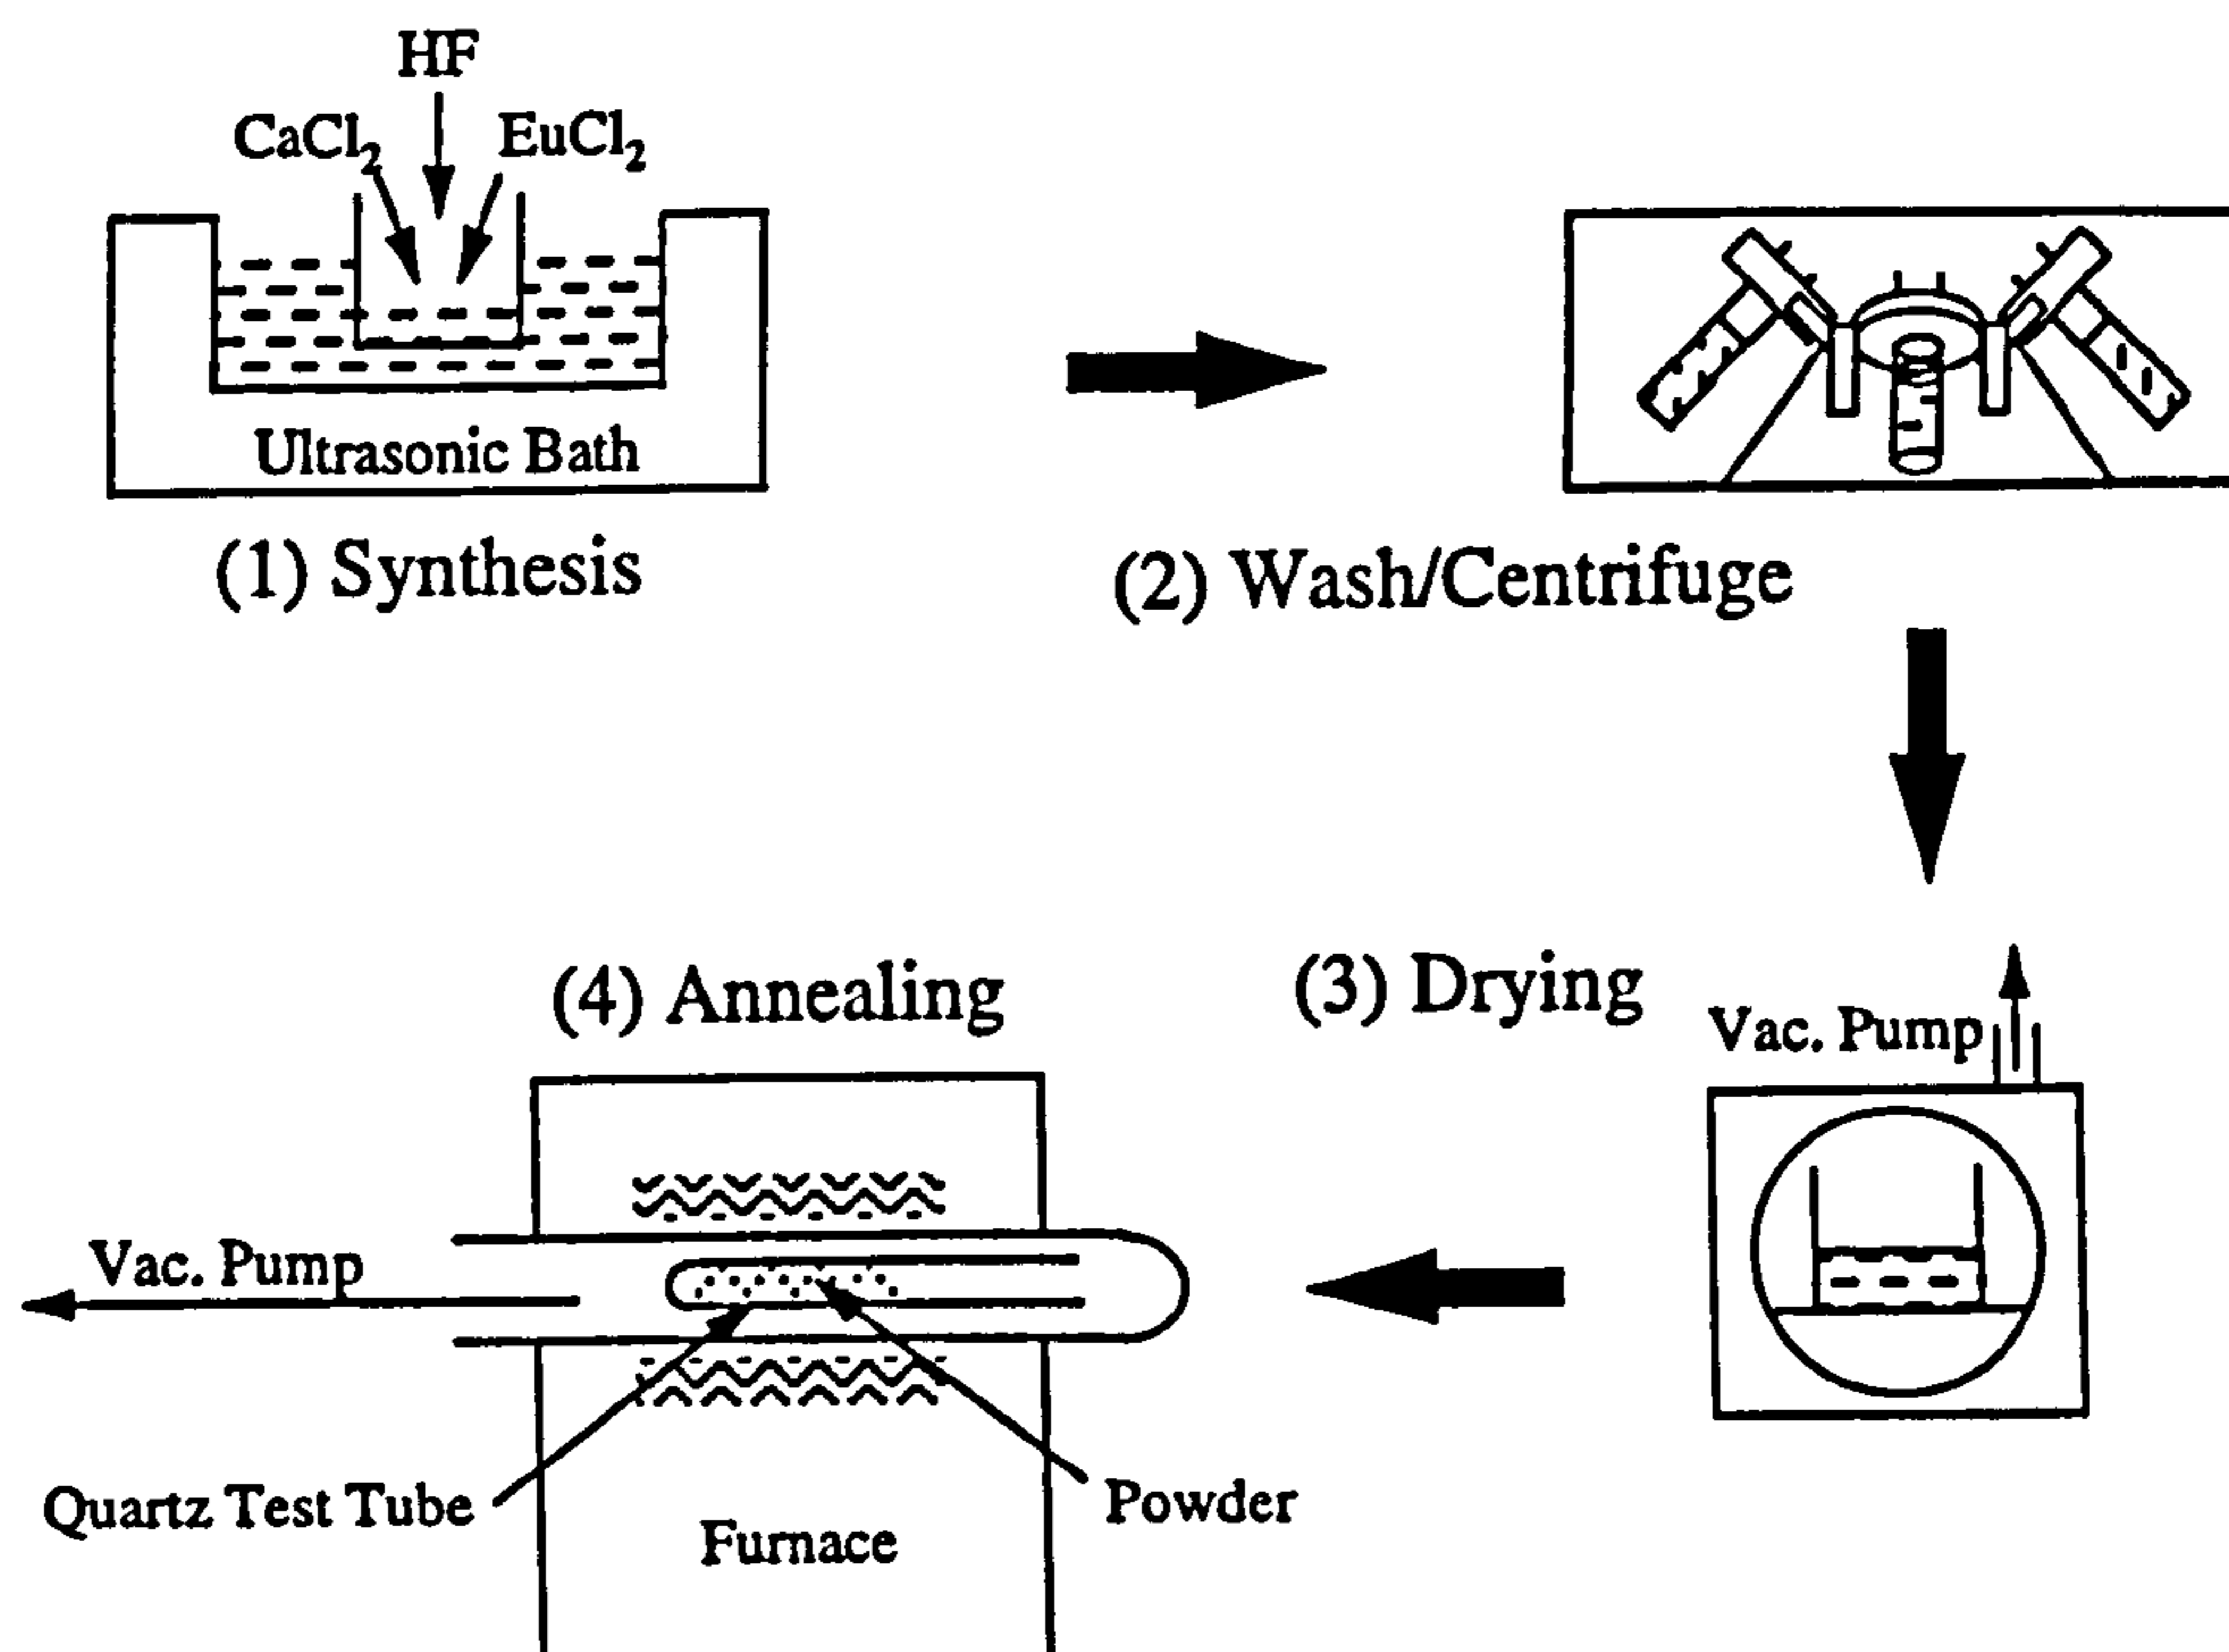 HF
CaCl₂
EuCl₂
Ultrasonic Bath
(1) Synthesis
(2) Wash/Centrifuge
(3) Drying
Vac. Pump
(4) Annealing
Vac. Pump
Quartz Test Tube
Powder
Furnace